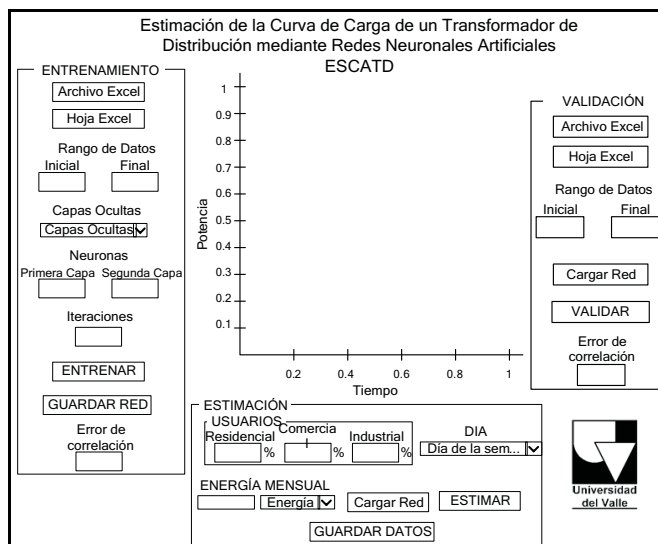 Estimación de la Curva de Carga de un Transformador de
Distribución mediante Redes Neuronales Artificiales
ESCATD
ENTRENAMIENTO
Archivo Excel
Hoja Excel
Rango de Datos
Inicial Final
Capas Ocultas
Capas Ocultas
Neuronas
Primera Capa Segunda Capa
Iteraciones
ENTRENAR
GUARDAR RED
Error de
correlación
Potencia
1
0.9
0.8
0.7
0.6
0.5
0.4
0.3
0.2
0.1
0.2 0.4 0.6 0.8 1
Tiempo
VALIDACIÓN
Archivo Excel
Hoja Excel
Rango de Datos
Inicial Final
Cargar Red
VALIDAR
Error de
correlación
ESTIMACIÓN
USUARIOS
Residencial Comercial Industrial
% % %
DIA
Día de la sem...
ENERGÍA MENSUAL
Energía Cargar Red ESTIMAR
GUARDAR DATOS
Universidad
del Valle